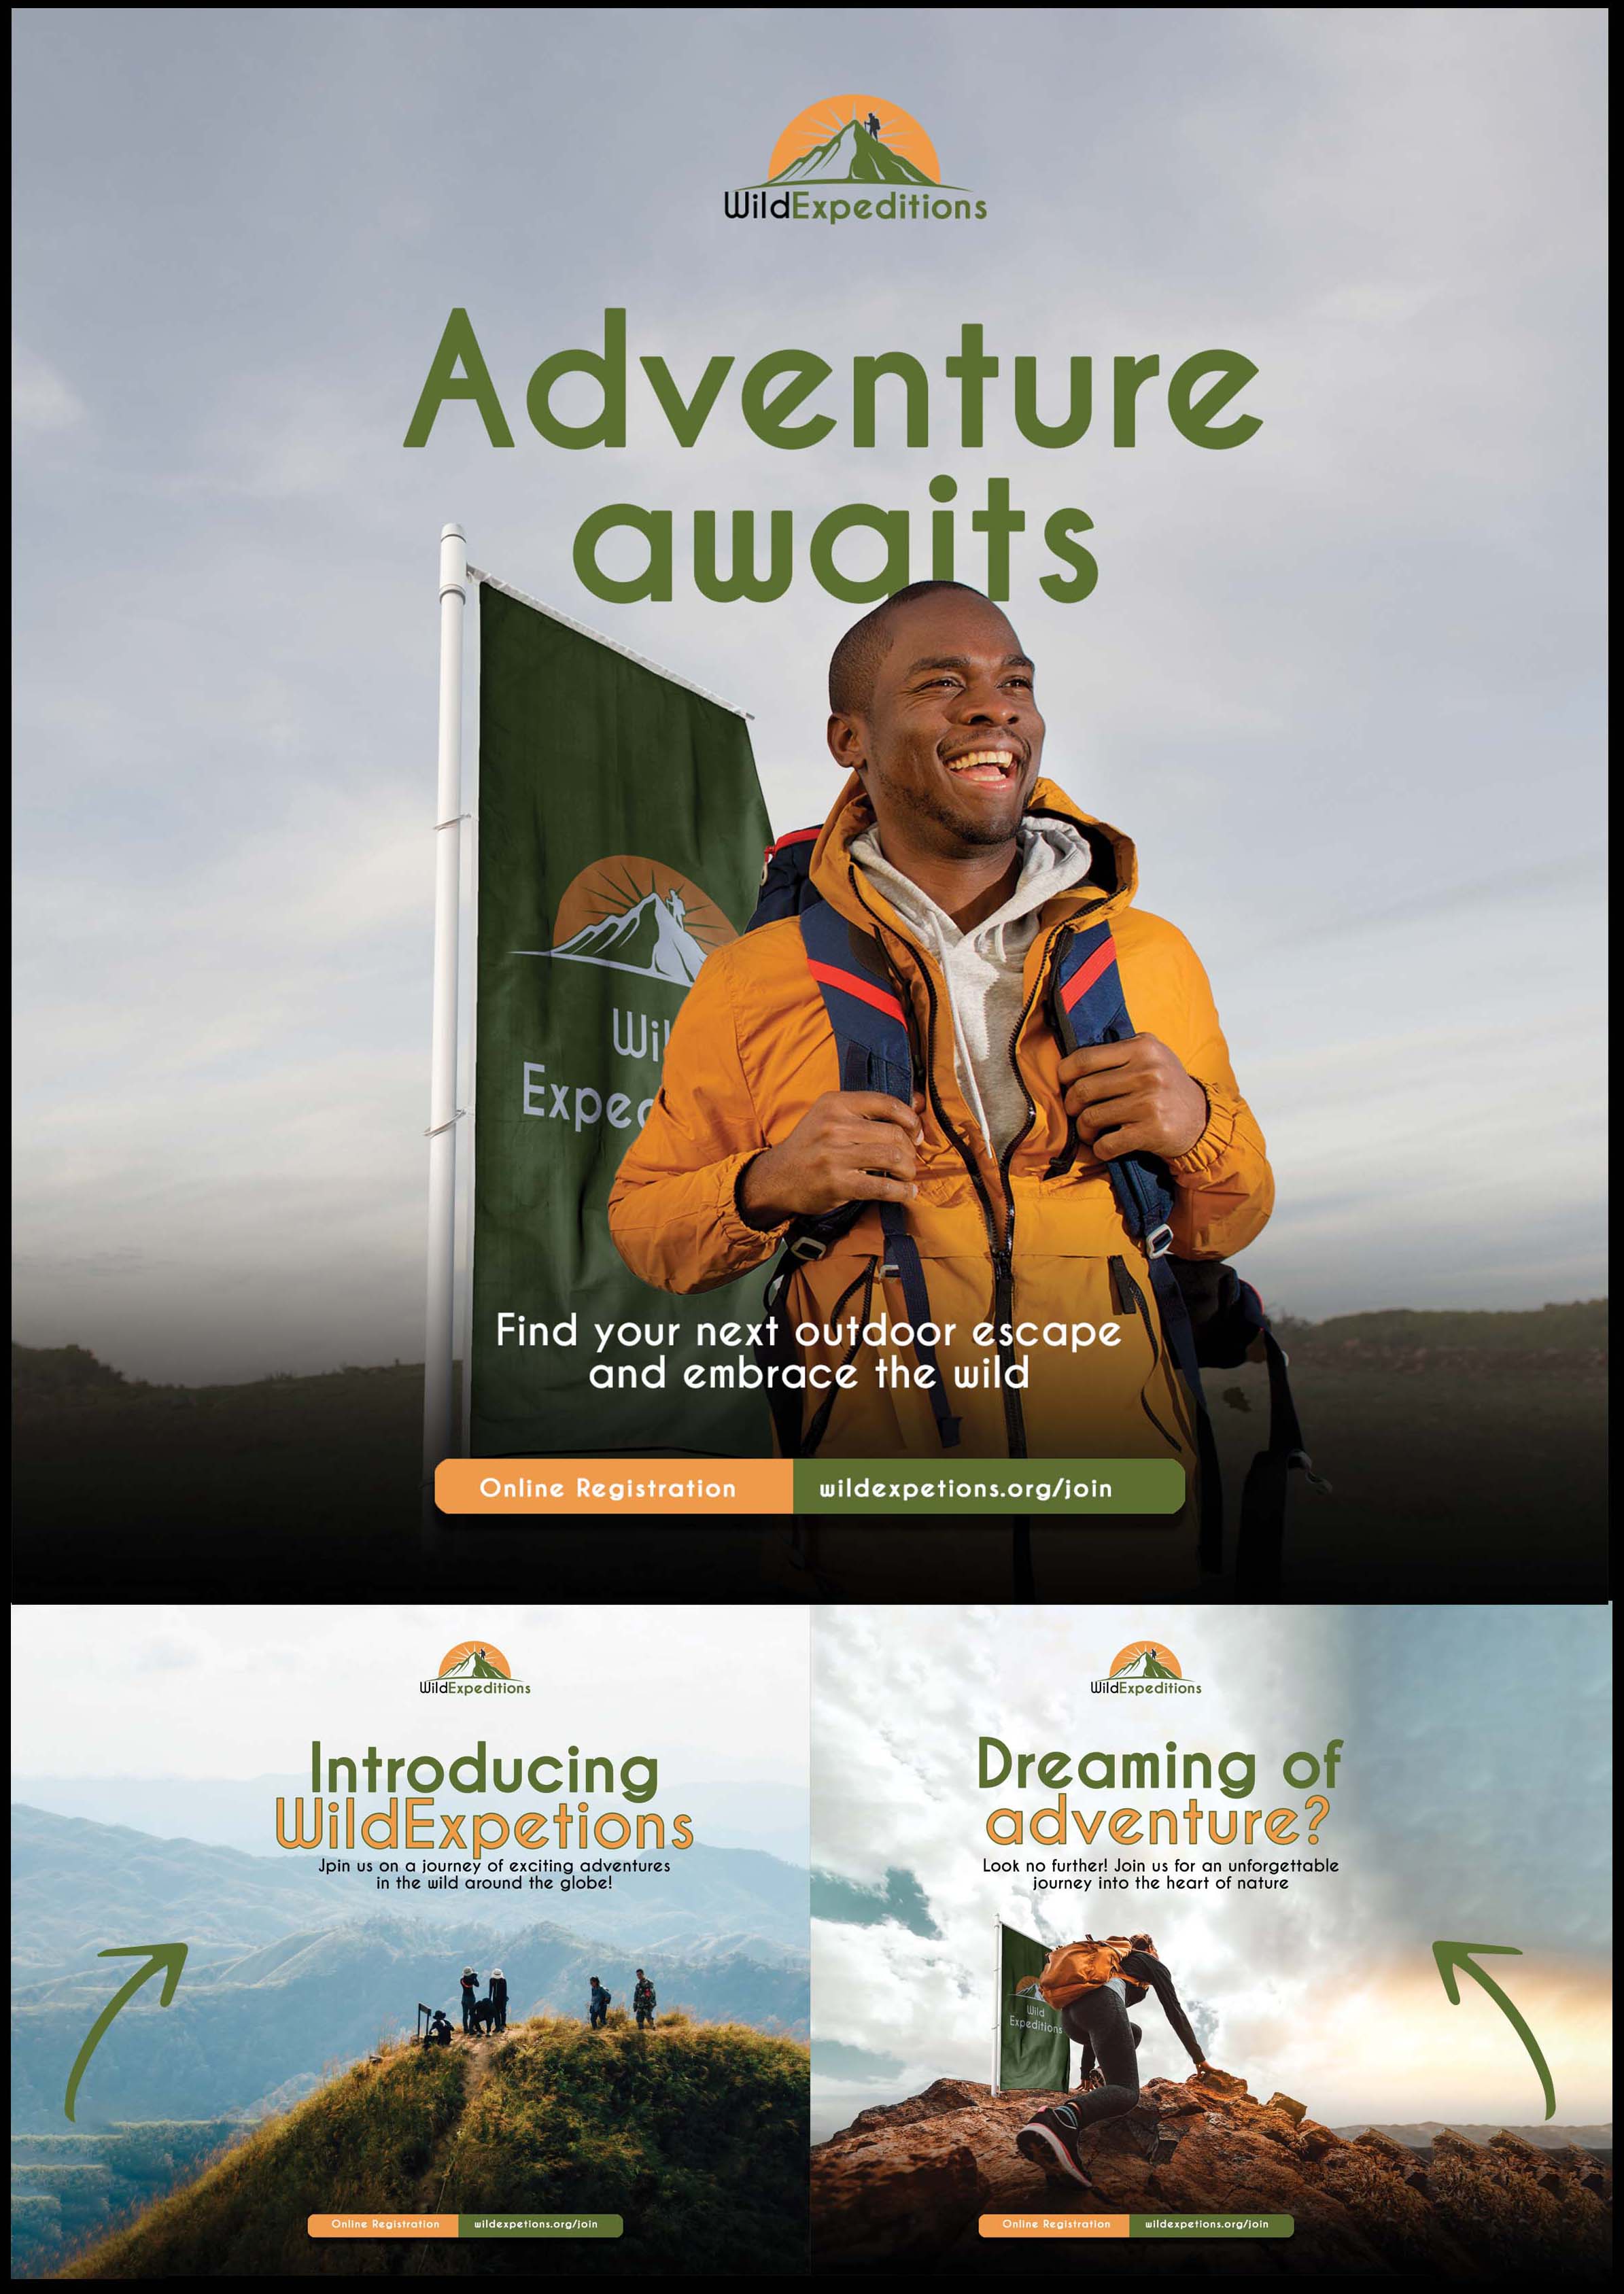 WildExpeditions
Adventure
awaits
Wil
Expe
Find your next outdoor escape
and embrace the wild
Online Registration wildexpetions.org/join
WildExpeditions
Introducing
WildExpetions
Jpin us on a journey of exciting adventures
in the wild around the globe!
Online Registration wildexpetions.org/join
WildExpeditions
Dreaming of
adventure?
Look no further! Join us for an unforgettable
journey into the heart of nature
Wild
Expeditions
Online Registration wildexpetions.org/join